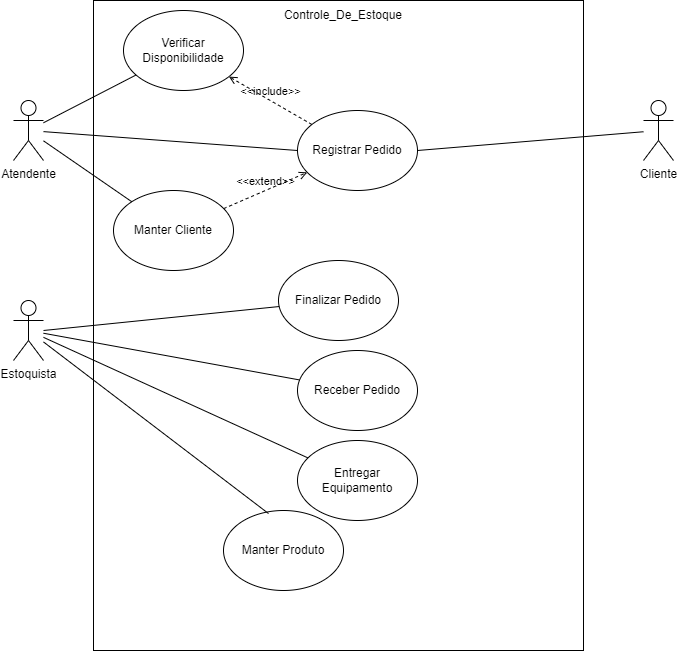 Controle_De_Estoque
Verificar
Disponibilidade
<<include>>
Registrar Pedido
Atendente
Cliente
<<extend>>
Manter Cliente
Finalizar Pedido
Estoquista
Receber Pedido
Entregar
Equipamento
Manter Produto